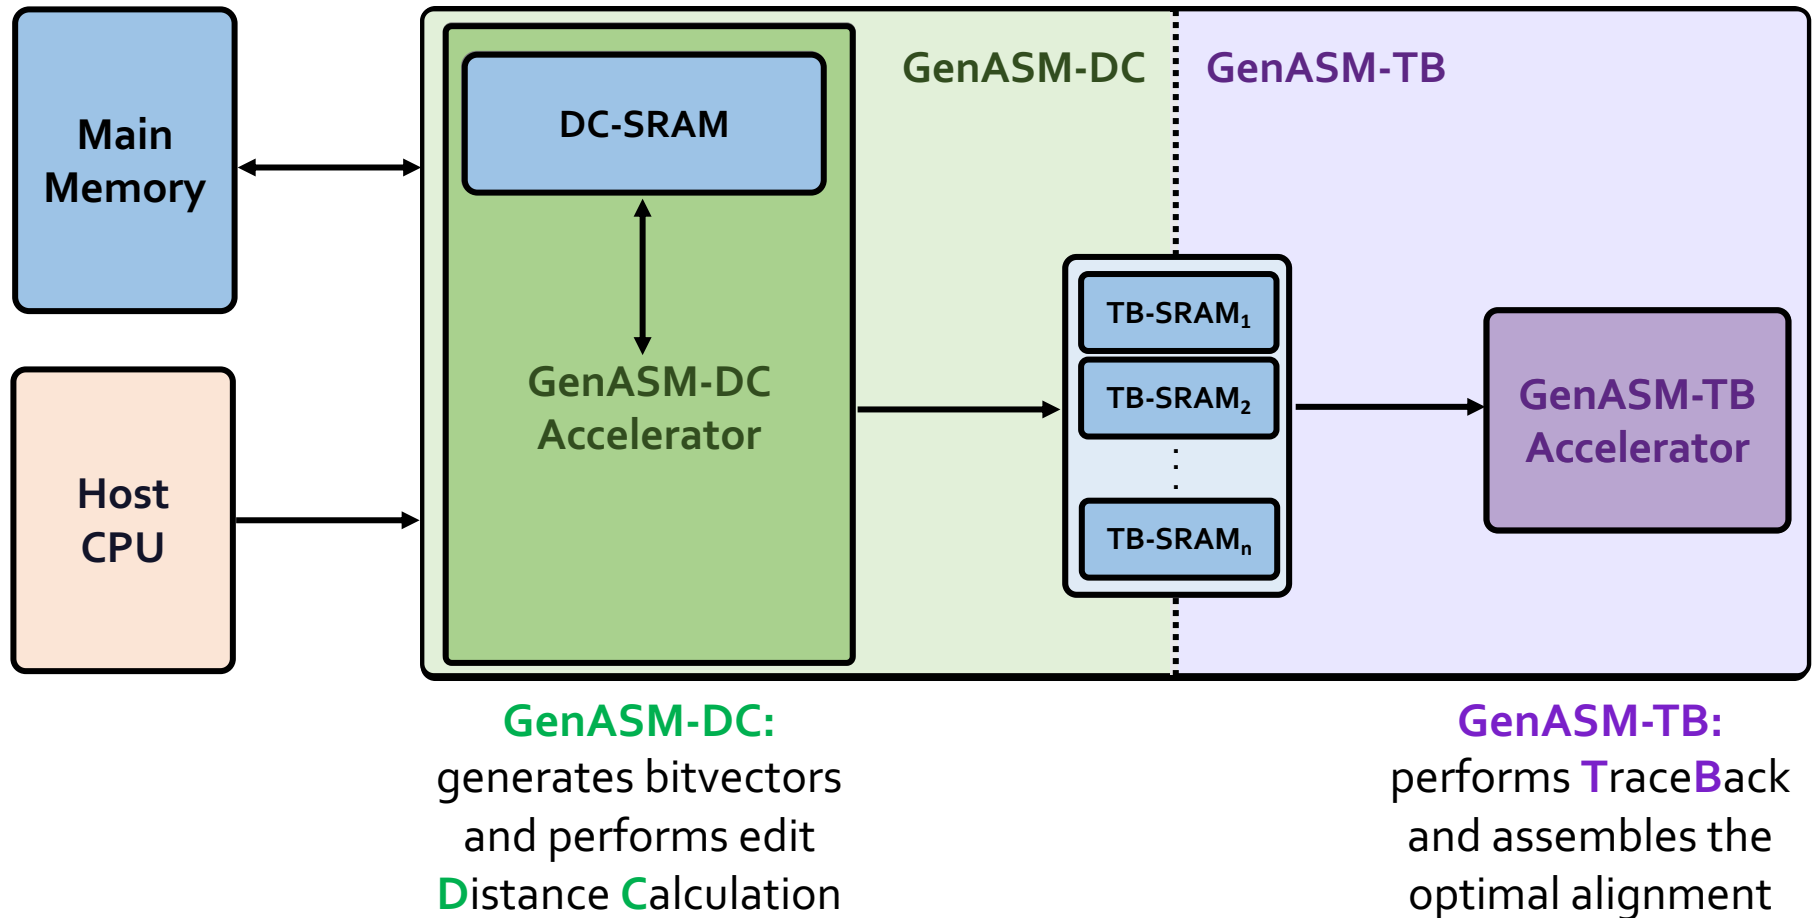 Main
Memory
Host
CPU
DC-SRAM
GenASM-DC
Accelerator
GenASM-DC
GenASM-TB
TB-SRAM₁
TB-SRAM₂
⋮
TB-SRAMₙ
GenASM-TB
Accelerator
GenASM-DC:
generates bitvectors
and performs edit
Distance Calculation
GenASM-TB:
performs TraceBack
and assembles the
optimal alignment